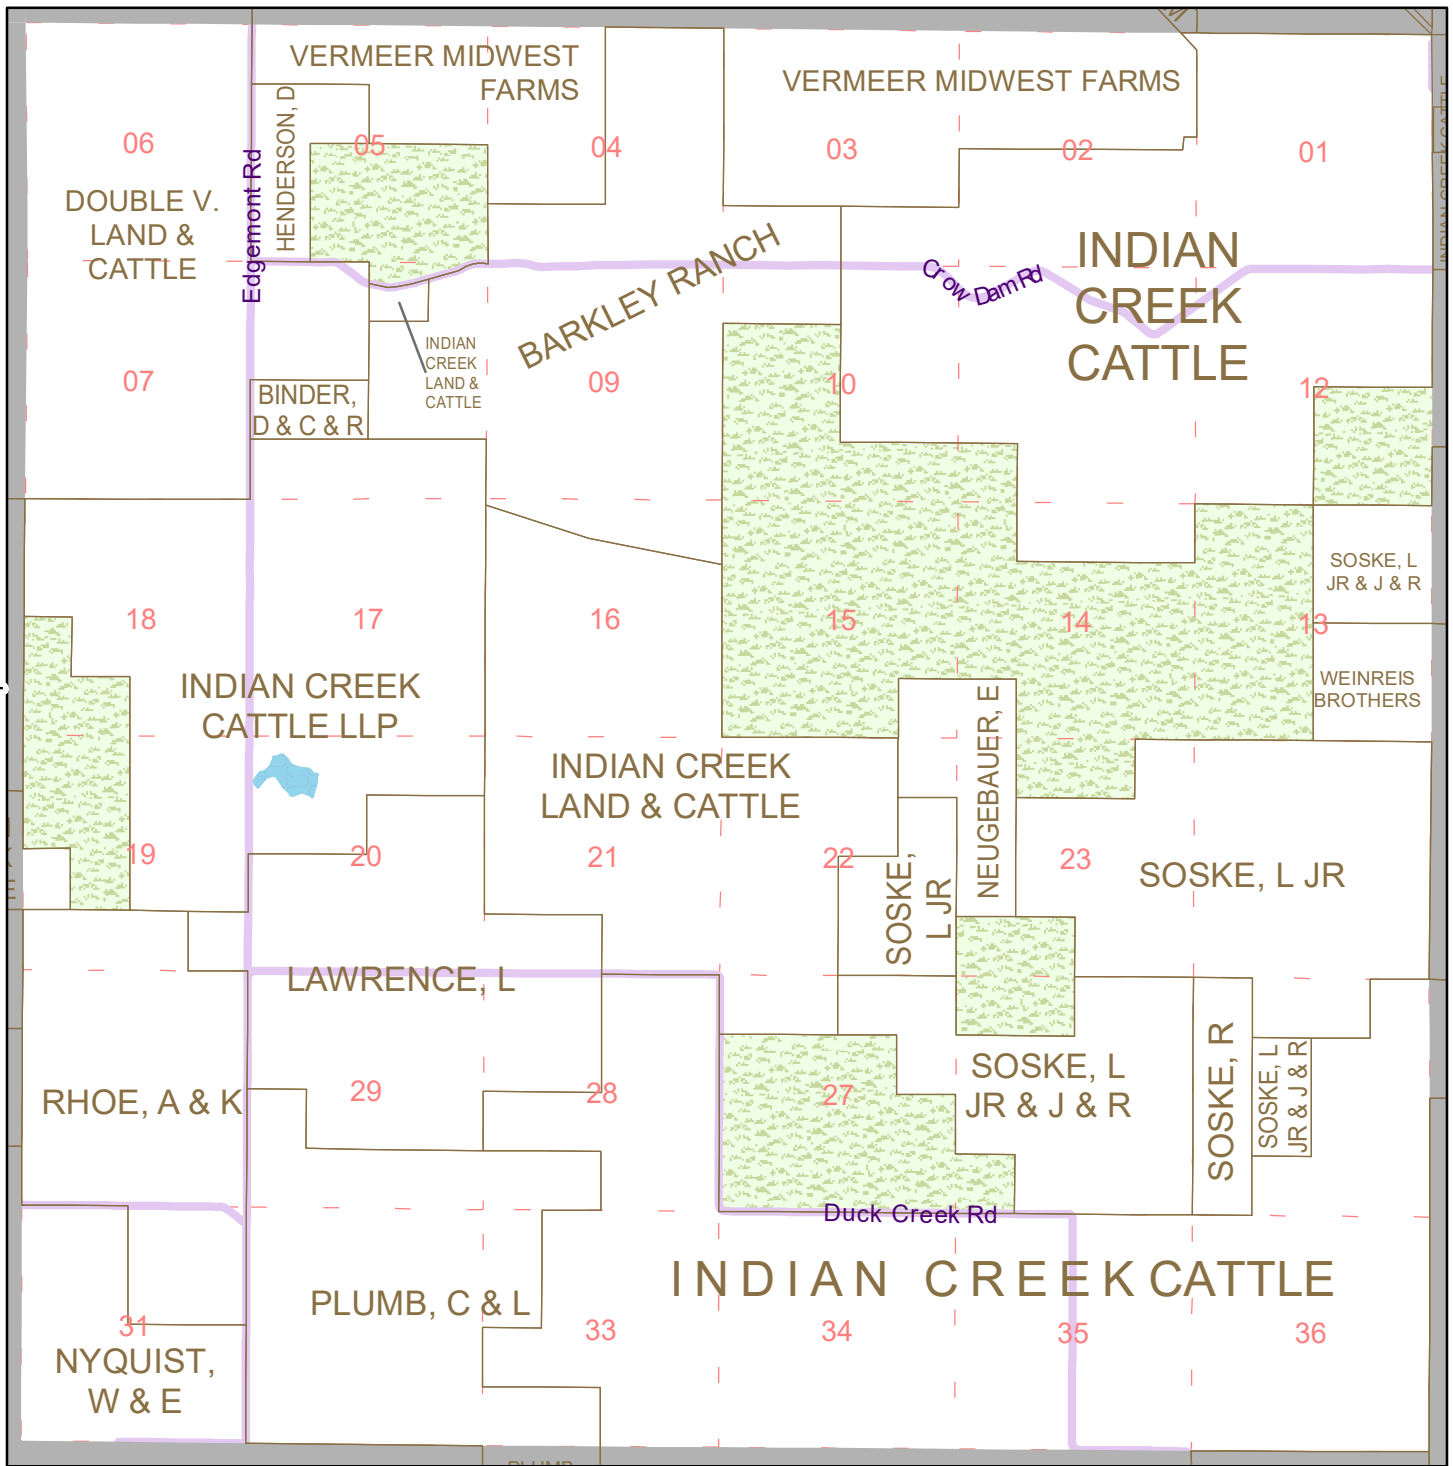 VERMEER MIDWEST
FARMS
VERMEER MIDWEST FARMS
HENDERSON, D
06
05
04
03
02
01
DOUBLE V.
LAND &
CATTLE
Edgemont Rd
BARKLEY RANCH
Crow Dam Rd
INDIAN
CREEK
CATTLE
INDIAN CREEK CATTLE
INDIAN
CREEK
LAND &
CATTLE
07
BINDER,
D & C & R
09
10
12
SOSKE, L
JR & J & R
18
17
16
15
14
13
WEINREIS
BROTHERS
INDIAN CREEK
CATTLE LLP
NEUGEBAUER, E
INDIAN CREEK
LAND & CATTLE
19
20
21
22
23
SOSKE,
L JR
SOSKE, L JR
LAWRENCE, L
RHOE, A & K
29
28
27
SOSKE, L
JR & J & R
SOSKE, R
SOSKE, L
JR & J & R
Duck Creek Rd
INDIAN CREEK CATTLE
PLUMB, C & L
31
33
34
35
36
NYQUIST,
W & E
PLUMB